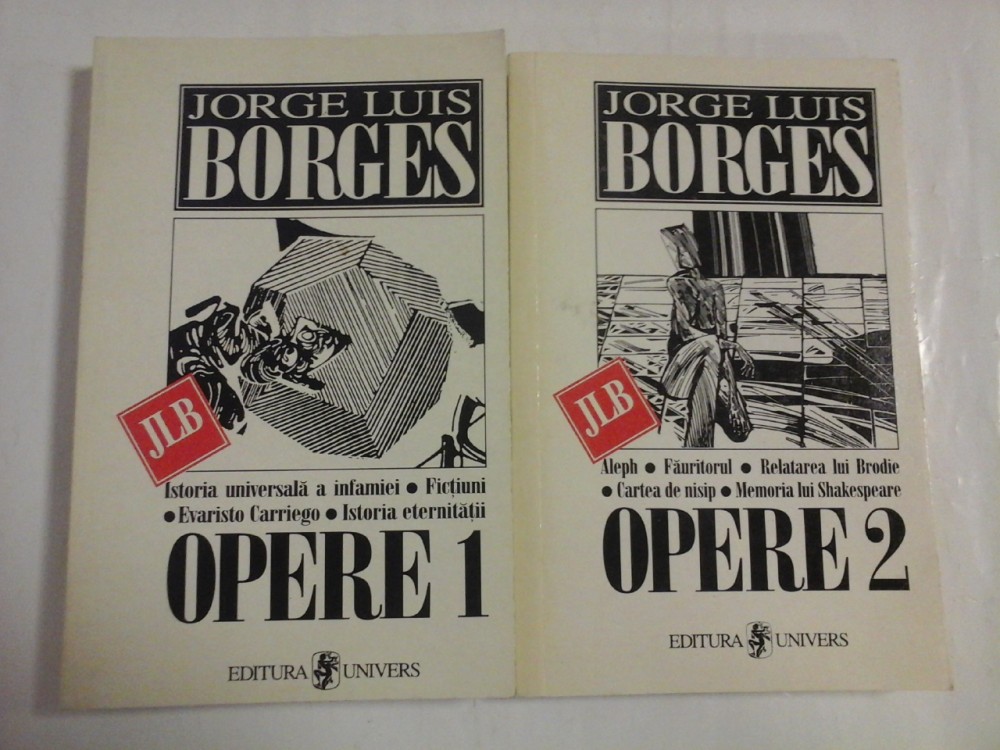 JORGE LUIS
BORGES
JLB
Istoria universală a infamiei ● Ficțiuni
● Evaristo Carriego ● Istoria eternității
OPERE 1
EDITURA UNIVERS
JORGE LUIS
BORGES
JLB
Aleph ● Făuritorul ● Relatarea lui Brodie
● Cartea de nisip ● Memoria lui Shakespeare
OPERE 2
EDITURA UNIVERS